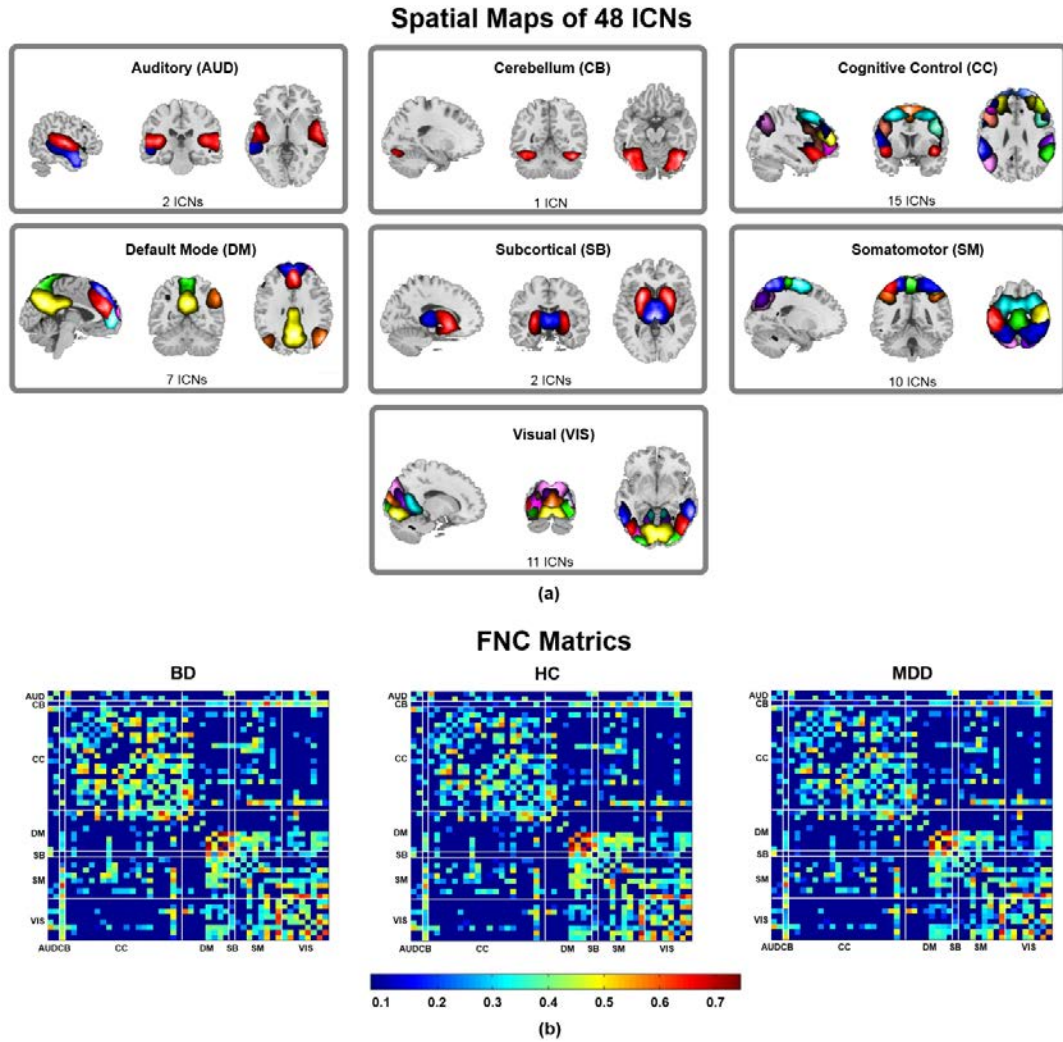 Spatial Maps of 48 ICNs
Auditory (AUD)
2 ICNs
Cerebellum (CB)
1 ICN
Cognitive Control (CC)
15 ICNs
Default Mode (DM)
7 ICNs
Subcortical (SB)
2 ICNs
Somatomotor (SM)
10 ICNs
Visual (VIS)
11 ICNs
(a)
FNC Matrics
BD
AUD
CB
CC
DM
SB
SM
VIS
AUDCB CC DM SB SM VIS
HC
AUD
CB
CC
DM
SB
SM
VIS
AUDCB CC DM SB SM VIS
MDD
AUD
CB
CC
DM
SB
SM
VIS
AUDCB CC DM SB SM VIS
0.1 0.2 0.3 0.4 0.5 0.6 0.7
(b)